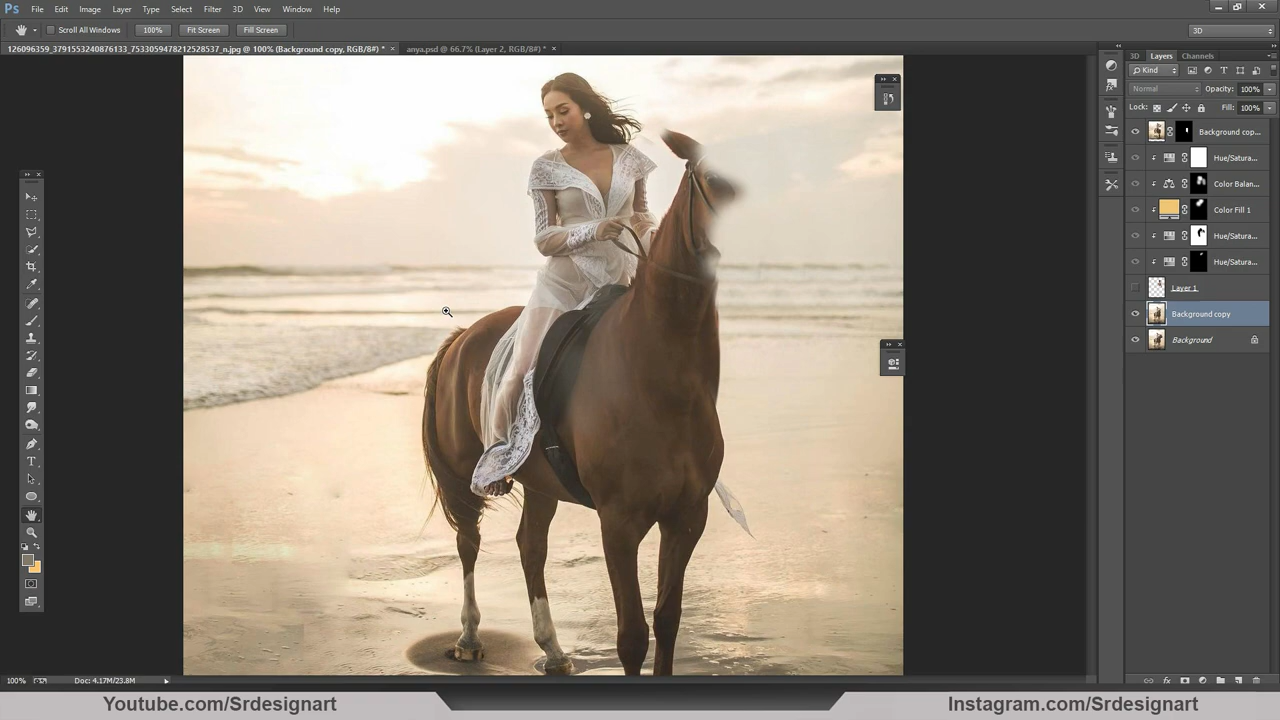 Ps File Edit Image Layer Type Select Filter 3D View Window Help
Scroll All Windows 100% Fit Screen Fill Screen 3D
126096359_3791553240876133_7533059478212528537_n.jpg @ 100% (Background copy, RGB/8#) * × anya.psd @ 66.7% (Layer 2, RGB/8#) * ×
3D Layers Channels
Kind
Normal Opacity: 100%
Lock: Fill: 100%
Background cop...
Hue/Satura...
Color Balan...
Color Fill 1
Hue/Satura...
Hue/Satura...
Layer 1
Background copy
Background
100% Doc: 4.17M/23.8M
Youtube.com/Srdesignart Instagram.com/Srdesignart